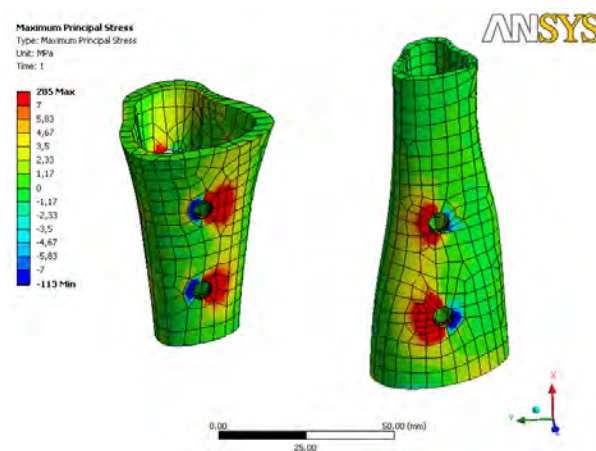 Maximum Principal Stress
Type: Maximum Principal Stress
Unit: MPa
Time: 1
285 Max
7
5,83
4,67
3,5
2,33
1,17
0
-1,17
-2,33
-3,5
-4,67
-5,83
-7
-113 Min
ANSYS
0.00
50.00 (mm)
25.00
X
Y